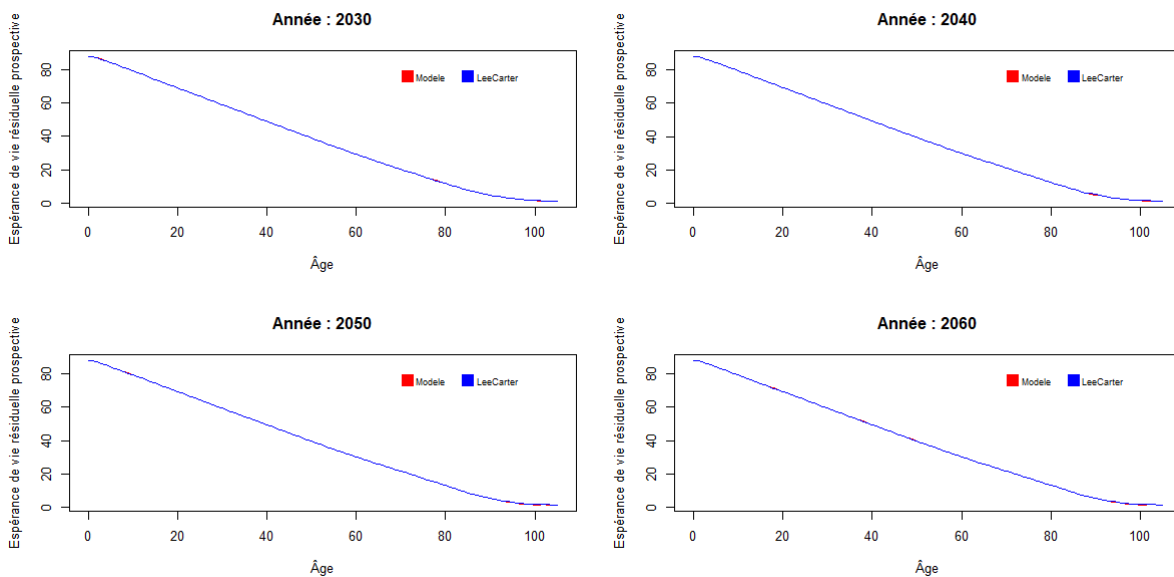 Année : 2030
Espérance de vie résiduelle prospective
80
60
40
20
0
Modele
LeeCarter
0 20 40 60 80 100
Âge
Année : 2040
Espérance de vie résiduelle prospective
80
60
40
20
0
Modele
LeeCarter
0 20 40 60 80 100
Âge
Année : 2050
Espérance de vie résiduelle prospective
80
60
40
20
0
Modele
LeeCarter
0 20 40 60 80 100
Âge
Année : 2060
Espérance de vie résiduelle prospective
80
60
40
20
0
Modele
LeeCarter
0 20 40 60 80 100
Âge